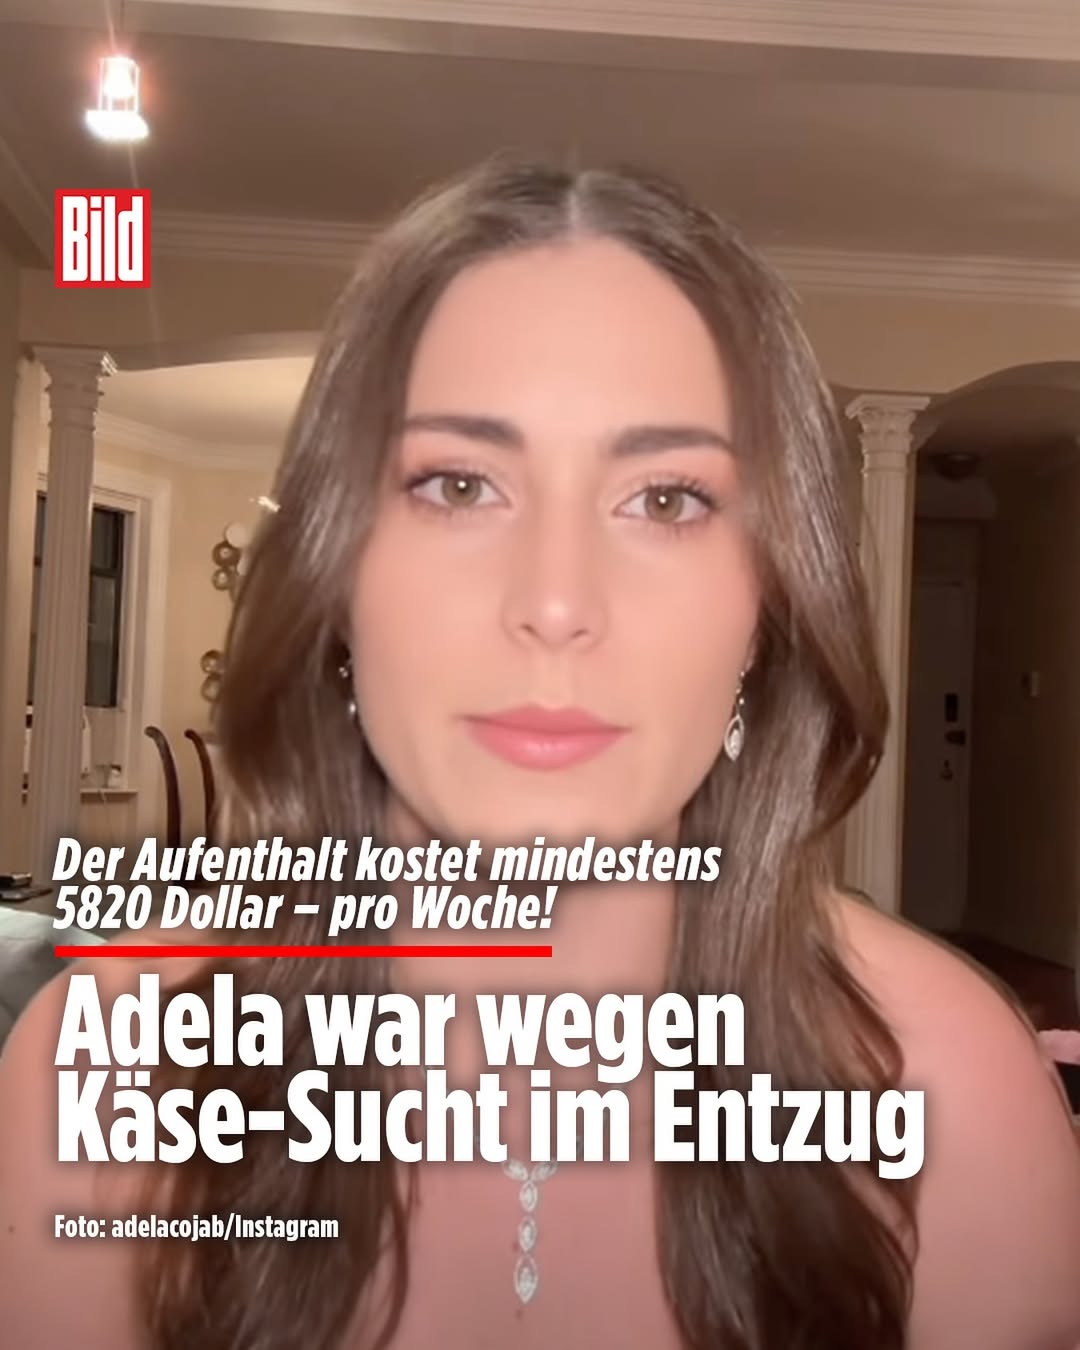 Bild
Der Aufenthalt kostet mindestens
5820 Dollar – pro Woche!
Adela war wegen
Käse-Sucht im Entzug
Foto: adelacojab/Instagram